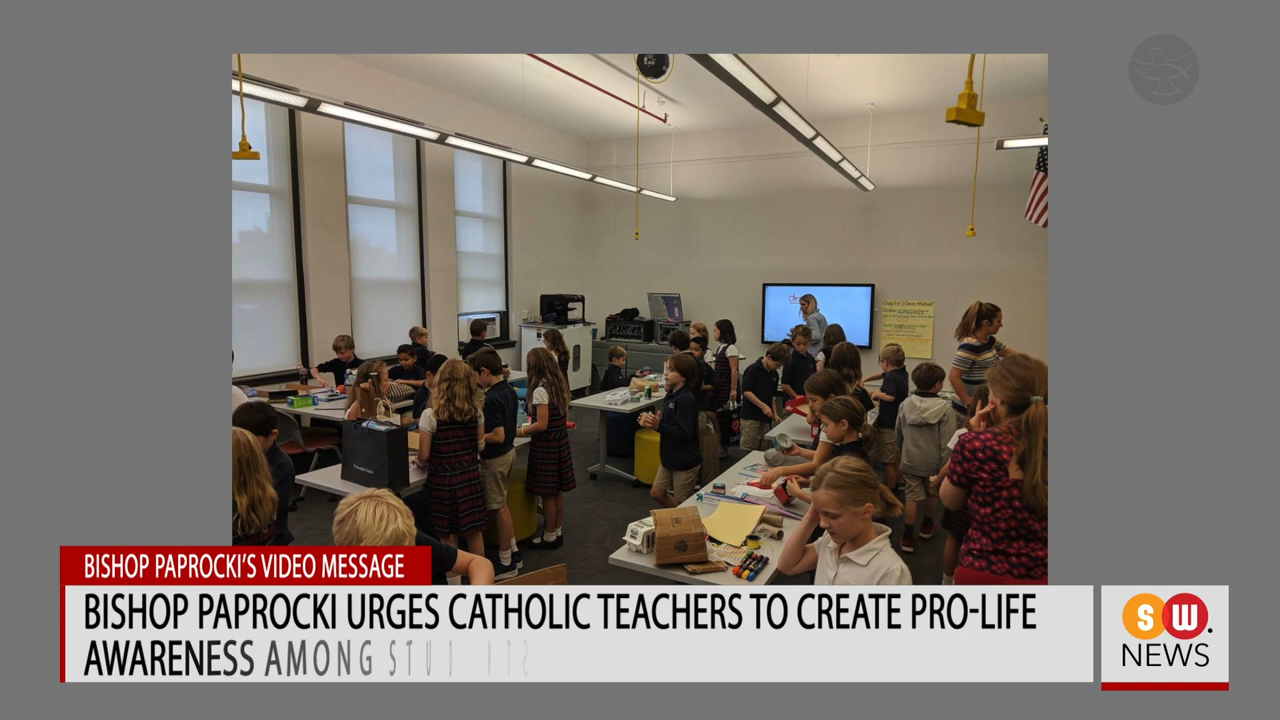 BISHOP PAPROCKI'S VIDEO MESSAGE
BISHOP PAPROCKI URGES CATHOLIC TEACHERS TO CREATE PRO-LIFE
AWARENESS AMONG
SW.
NEWS